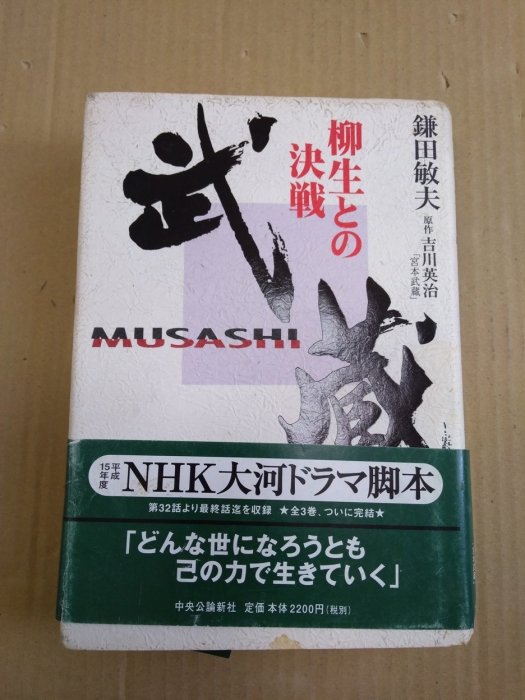 鎌田敏夫
原作 吉川英治
「宮本武蔵」
柳生との
決戦
武蔵
MUSASHI
平成
15年度
NHK大河ドラマ脚本
第32話より最終話迄を収録 ★全3巻、ついに完結★
「どんな世になろうとも
己の力で生きていく」
中央公論新社 定価 本体2200円(税別)